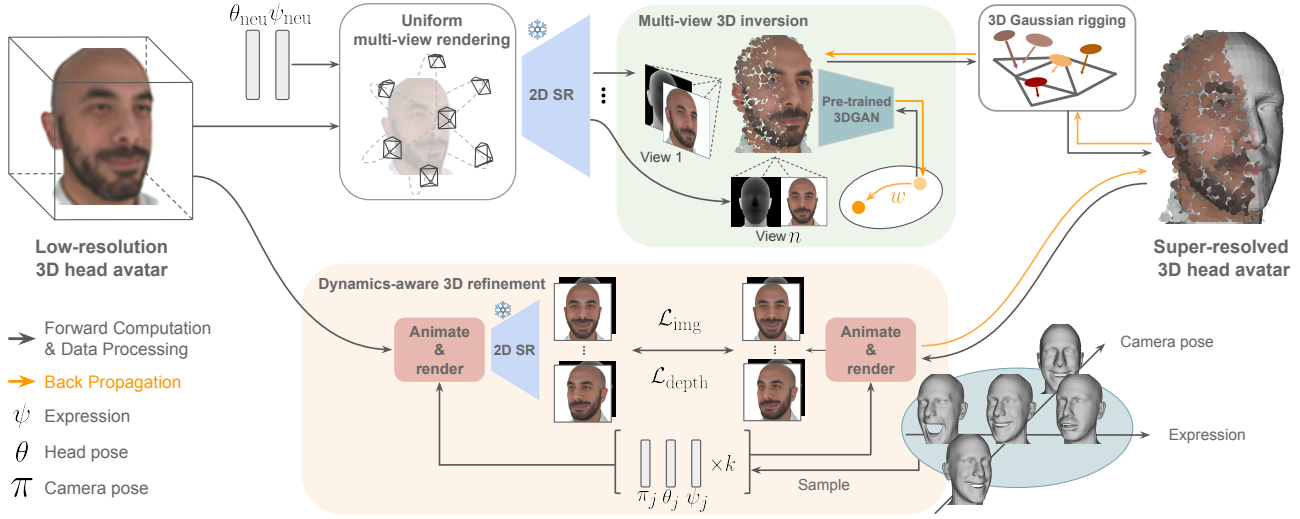 θneu ψneu
Uniform
multi-view rendering
2D SR
Multi-view 3D inversion
View 1
Pre-trained
3DGAN
w
View n
3D Gaussian rigging
Low-resolution
3D head avatar
Super-resolved
3D head avatar
Dynamics-aware 3D refinement
Animate
&
render
2D SR
ℒimg
ℒdepth
Animate
&
render
πj θj ψj ×k
Sample
Camera pose
Expression
Forward Computation
& Data Processing
Back Propagation
ψ Expression
θ Head pose
π Camera pose